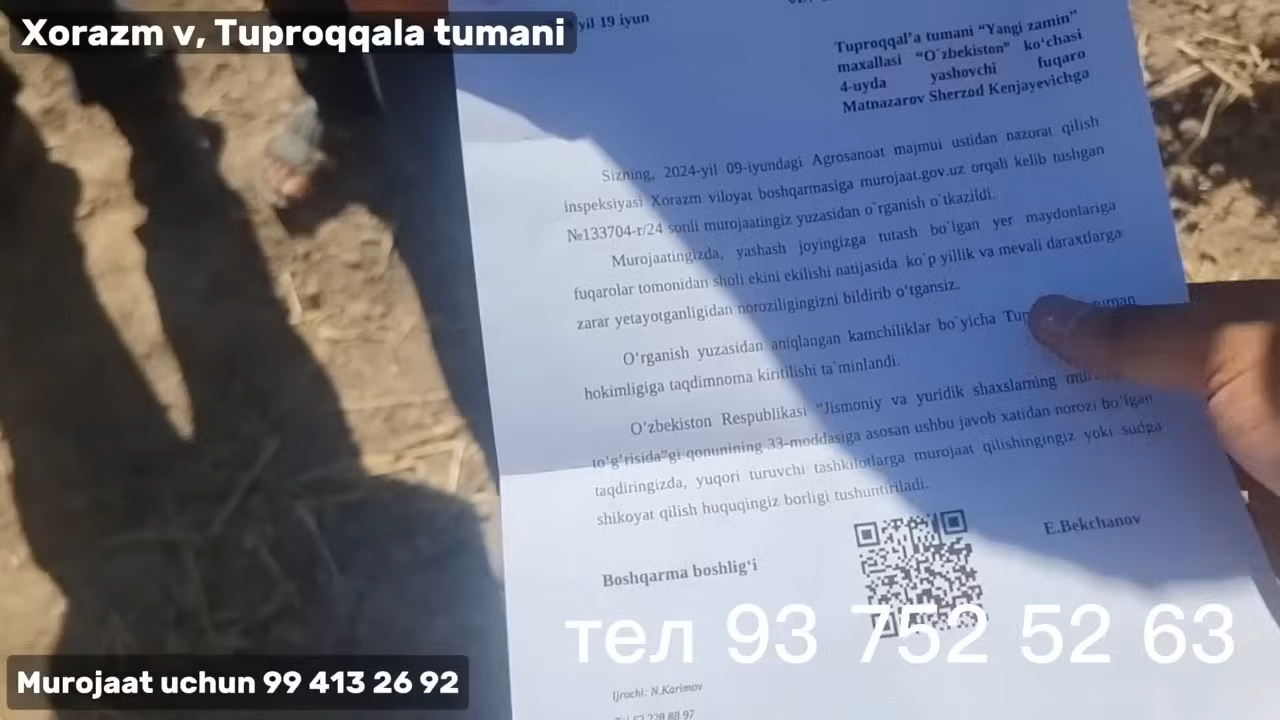 Xorazm v, Tuproqqala tumani
yil 19 iyun
Tuproqqal’a tumani “Yangi zamin”
maxallasi “O`zbekiston” ko‘chasi
4-uyda yashovchi fuqaro
Matnazarov Sherzod Kenjayevichga
Sizning, 2024-yil 09-iyundagi Agrosanoat majmui ustidan nazorat qilish
inspeksiyasi Xorazm viloyat boshqarmasiga murojaat.gov.uz orqali kelib tushgan
№133704-r/24 sonli murojaatingiz yuzasidan o`rganish o`tkazildi.
Murojaatingizda, yashash joyingizga tutash bo`lgan yer maydonlariga
fuqarolar tomonidan sholi ekini ekilishi natijasida ko`p yillik va mevali daraxtlarga
zarar yetayotganligidan noroziligingizni bildirib o‘tgansiz.
O‘rganish yuzasidan aniqlangan kamchiliklar bo`yicha
hokimligiga taqdimnoma kiritilishi ta`minlandi.
O’zbekiston Respublikasi “Jismoniy va yuridik shaxslarning
to’g’risida”gi qonunining 33-moddasiga asosan ushbu javob xatidan norozi bo’lgan
taqdiringizda, yuqori turuvchi tashkilotlarga murojaat qilishingingiz yoki sudga
shikoyat qilish huquqingiz borligi tushuntiriladi.
Boshqarma boshlig‘i E.Bekchanov
тел 93 752 52 63
Murojaat uchun 99 413 26 92
Ijrochi: N.Karimov
228 88 97